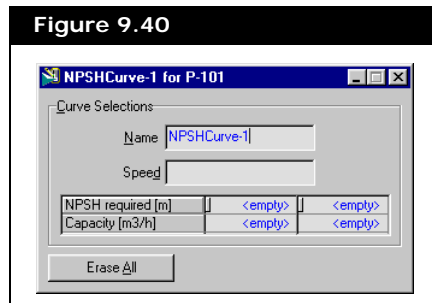 Figure 9.40
NPSHCurve-1 for P-101
Curve Selections
Name NPSHCurve-1
Speed
NPSH required [m] <empty> <empty>
Capacity [m3/h] <empty> <empty>
Erase All